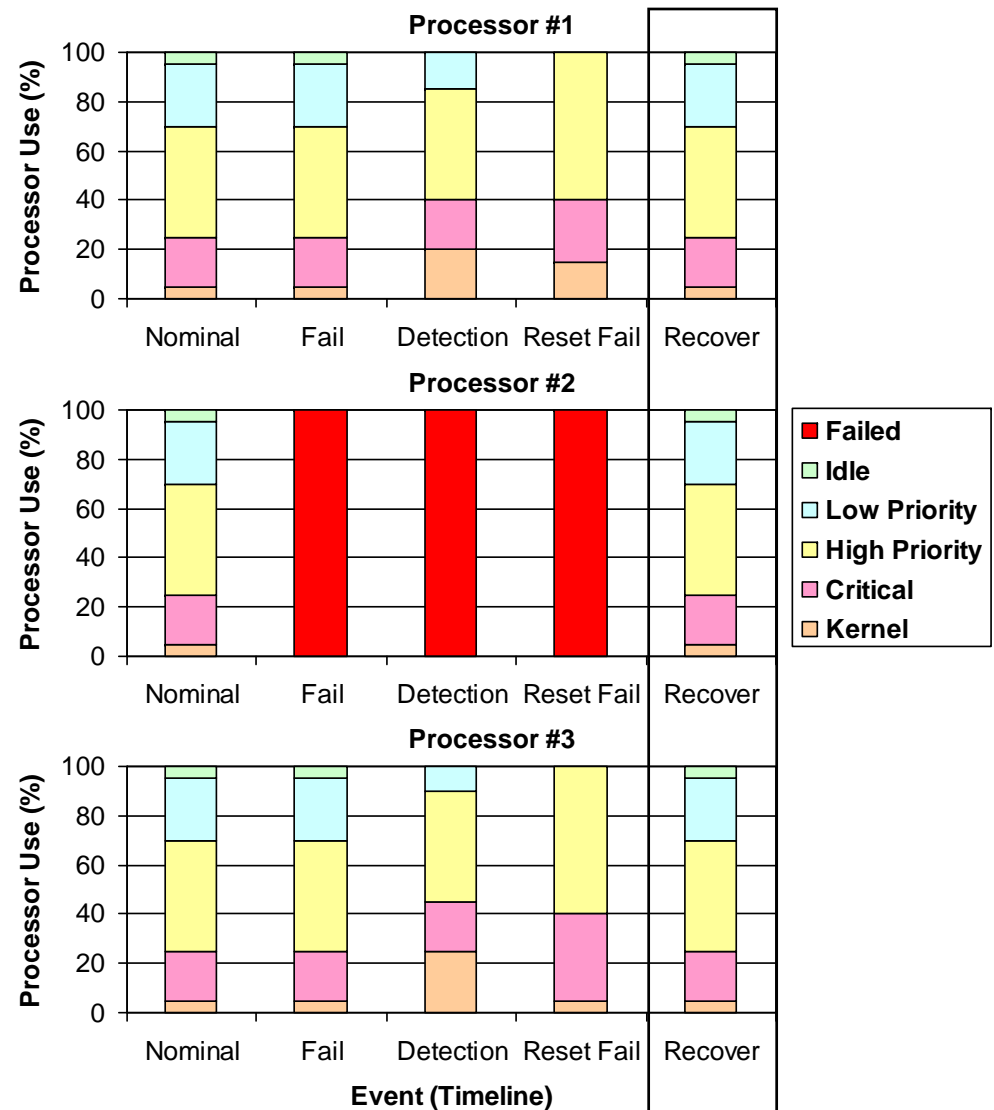 Processor #1
Processor Use (%)
100
80
60
40
20
0
Nominal Fail Detection Reset Fail Recover
Processor #2
Processor Use (%)
100
80
60
40
20
0
Nominal Fail Detection Reset Fail Recover
Failed
Idle
Low Priority
High Priority
Critical
Kernel
Processor #3
Processor Use (%)
100
80
60
40
20
0
Nominal Fail Detection Reset Fail Recover
Event (Timeline)